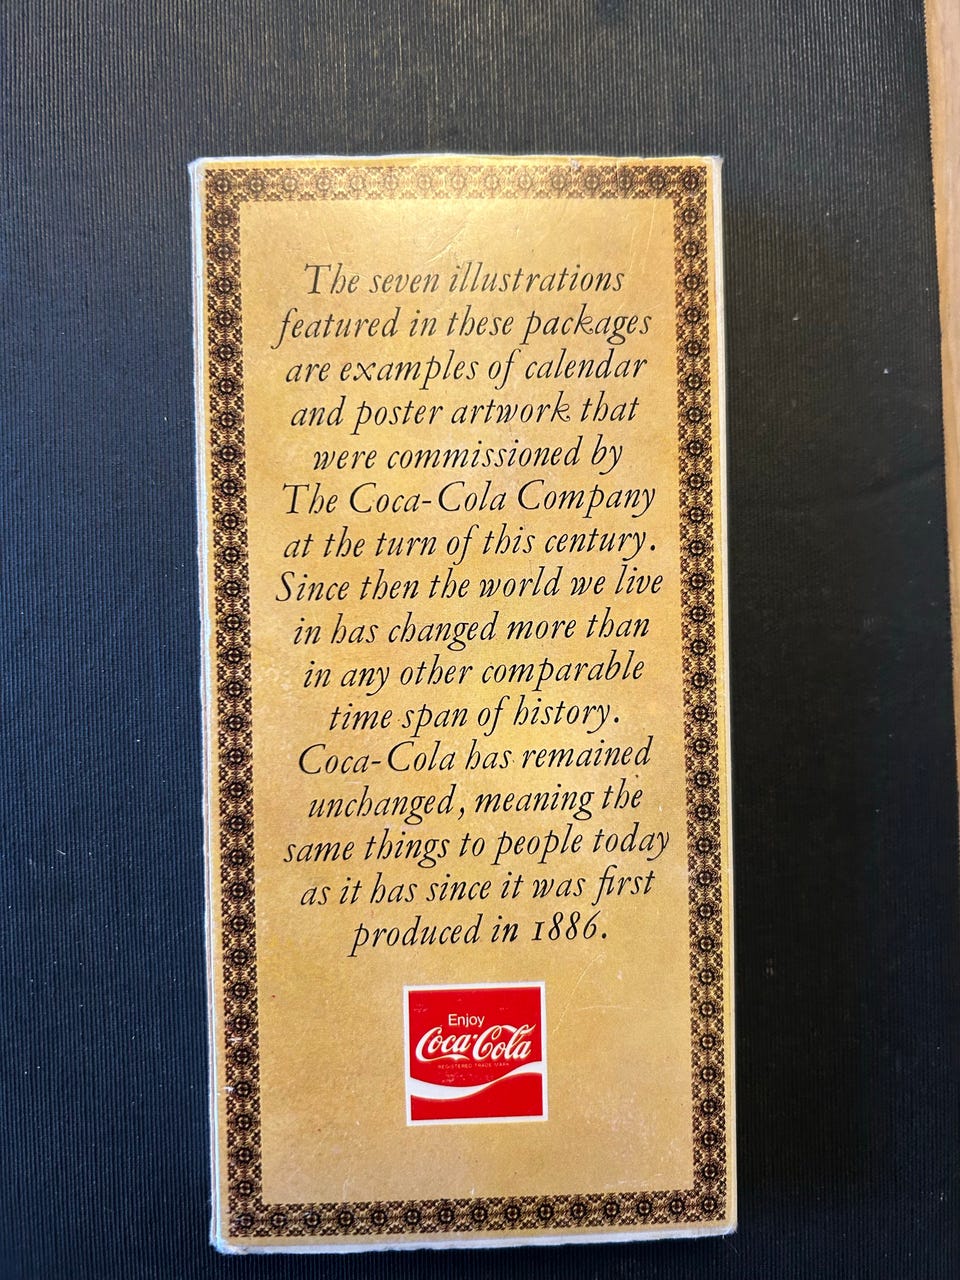 The seven illustrations
featured in these packages
are examples of calendar
and poster artwork that
were commissioned by
The Coca-Cola Company
at the turn of this century.
Since then the world we live
in has changed more than
in any other comparable
time span of history.
Coca-Cola has remained
unchanged, meaning the
same things to people today
as it has since it was first
produced in 1886.
Enjoy
Coca-Cola
REGISTERED TRADE MARK